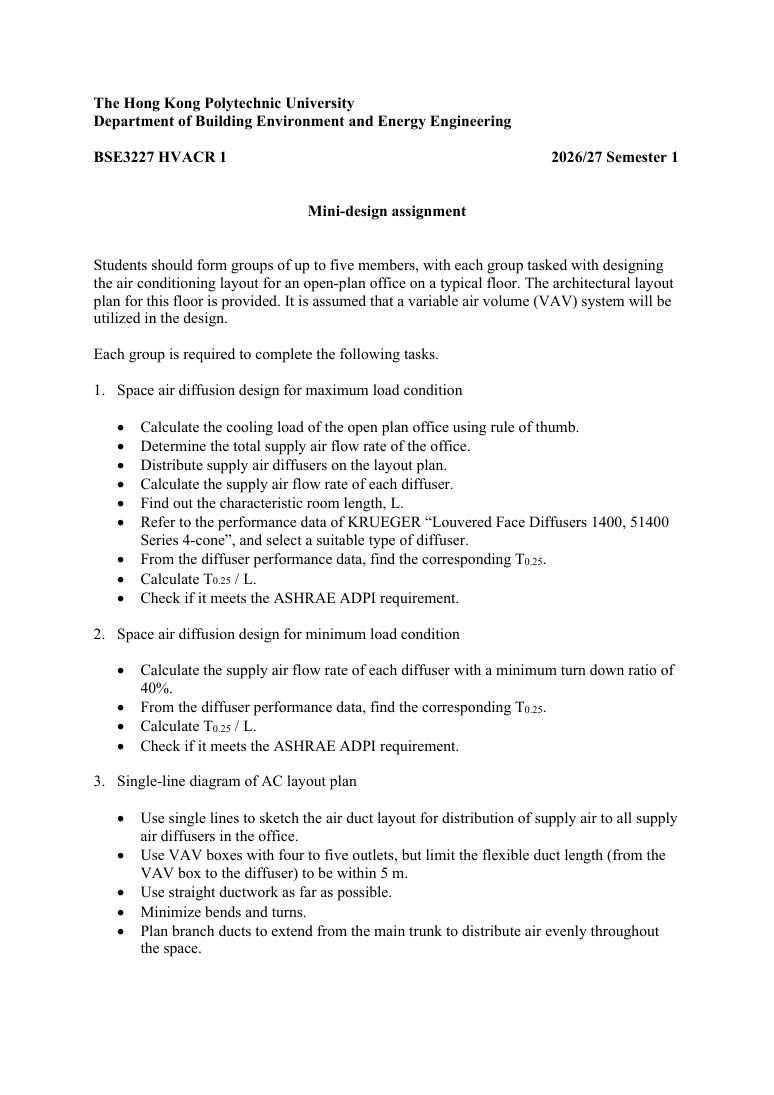 The Hong Kong Polytechnic University
Department of Building Environment and Energy Engineering
BSE3227 HVACR 1 2026/27 Semester 1
Mini-design assignment
Students should form groups of up to five members, with each group tasked with designing
the air conditioning layout for an open-plan office on a typical floor. The architectural layout
plan for this floor is provided. It is assumed that a variable air volume (VAV) system will be
utilized in the design.
Each group is required to complete the following tasks.
1. Space air diffusion design for maximum load condition
• Calculate the cooling load of the open plan office using rule of thumb.
• Determine the total supply air flow rate of the office.
• Distribute supply air diffusers on the layout plan.
• Calculate the supply air flow rate of each diffuser.
• Find out the characteristic room length, L.
• Refer to the performance data of KRUEGER “Louvered Face Diffusers 1400, 51400
Series 4-cone”, and select a suitable type of diffuser.
• From the diffuser performance data, find the corresponding T0.25.
• Calculate T0.25 / L.
• Check if it meets the ASHRAE ADPI requirement.
2. Space air diffusion design for minimum load condition
• Calculate the supply air flow rate of each diffuser with a minimum turn down ratio of
40%.
• From the diffuser performance data, find the corresponding T0.25.
• Calculate T0.25 / L.
• Check if it meets the ASHRAE ADPI requirement.
3. Single-line diagram of AC layout plan
• Use single lines to sketch the air duct layout for distribution of supply air to all supply
air diffusers in the office.
• Use VAV boxes with four to five outlets, but limit the flexible duct length (from the
VAV box to the diffuser) to be within 5 m.
• Use straight ductwork as far as possible.
• Minimize bends and turns.
• Plan branch ducts to extend from the main trunk to distribute air evenly throughout
the space.